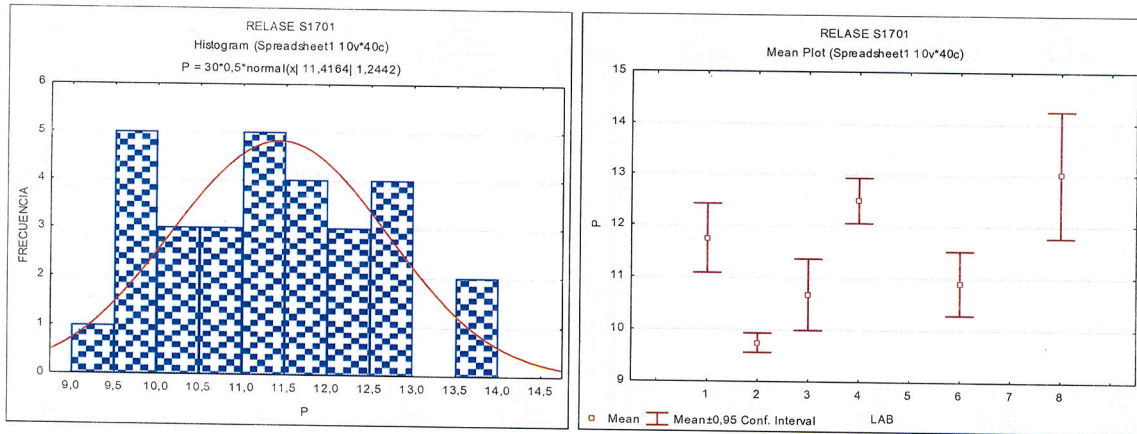 RELASE S1701
Histogram (Spreadsheet1 10v*40c)
P = 30*0,5*normal(x| 11,4164| 1,2442)
6
5
4
3
2
1
0
FRECUENCIA
9,0 9,5 10,0 10,5 11,0 11,5 12,0 12,5 13,0 13,5 14,0 14,5
P
RELASE S1701
Mean Plot (Spreadsheet1 10v*40c)
15
14
13
12
11
10
9
P
1 2 3 4 5 6 7 8
Mean Mean±0,95 Conf. Interval LAB